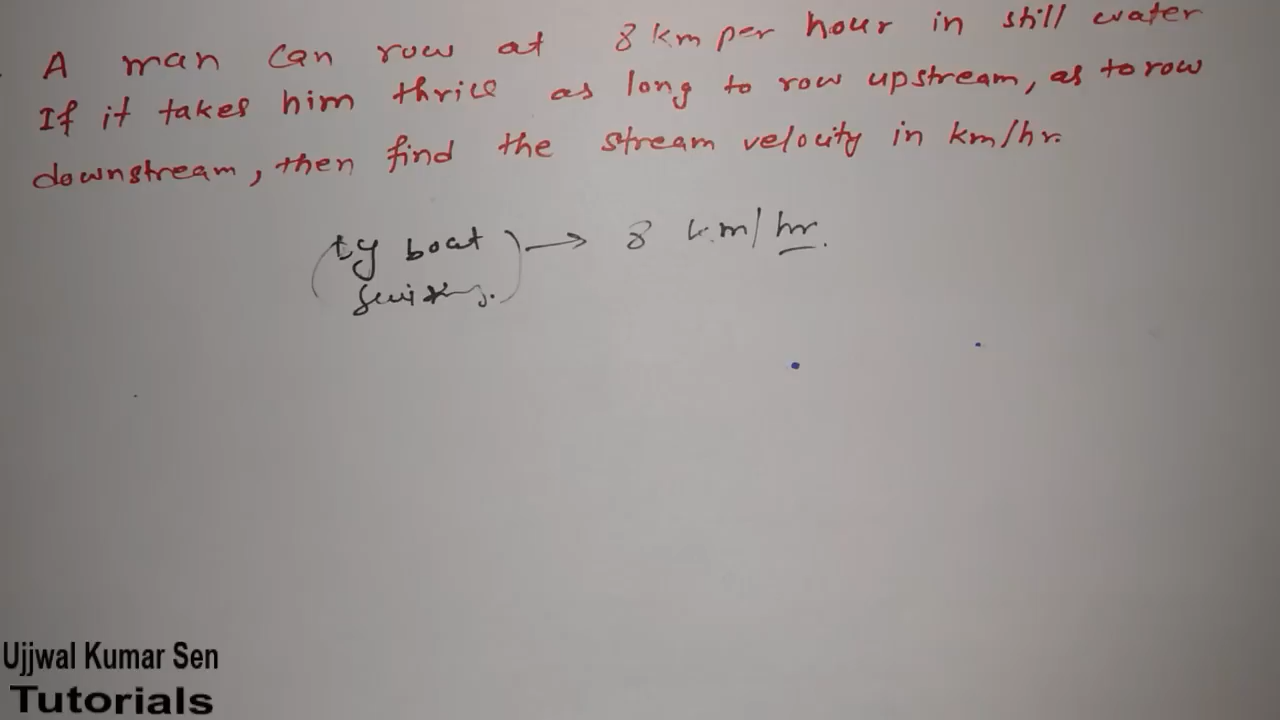 A man can row at 8 km per hour in still water
If it takes him thrice as long to row upstream, as to row
downstream, then find the stream velocity in km/hr.
boat → 8 km/hr.
Ujjwal Kumar Sen
Tutorials